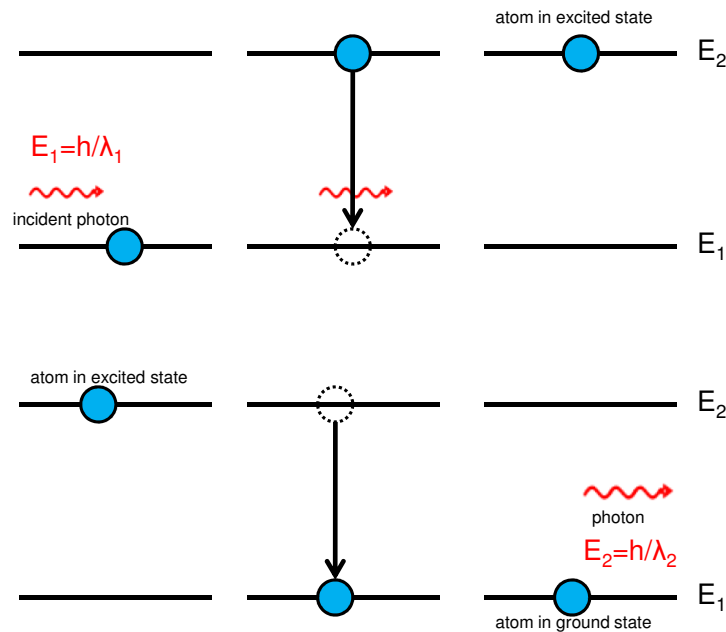 atom in excited state
E₂
E₁=h/λ₁
incident photon
E₁
atom in excited state
E₂
photon
E₂=h/λ₂
E₁
atom in ground state